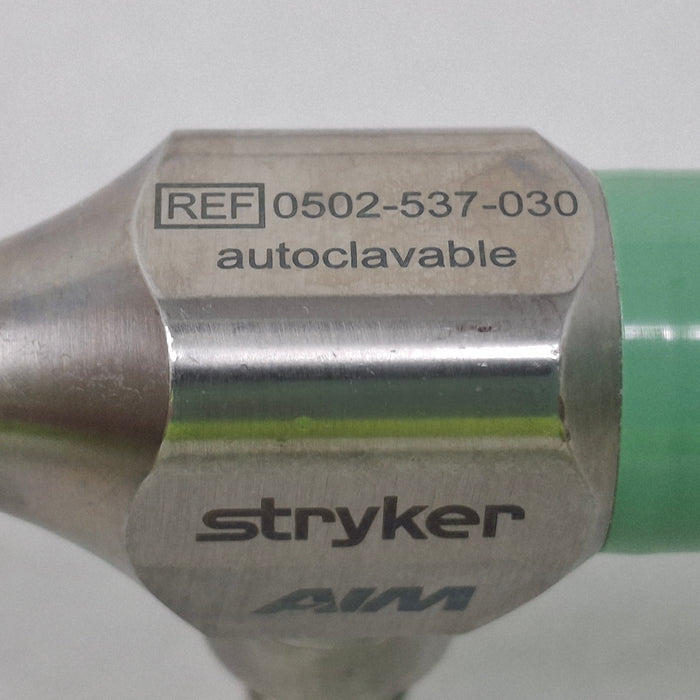 REF 0502-537-030
autoclavable
stryker
AIM